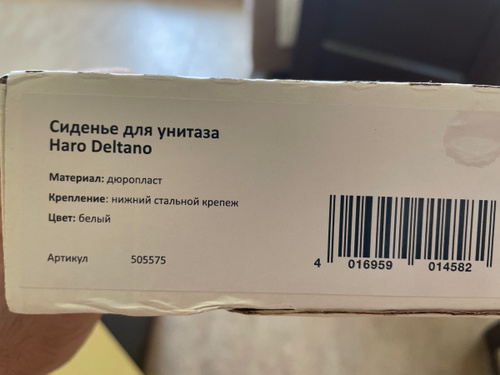 Сиденье для унитаза
Haro Deltano
Материал: дюропласт
Крепление: нижний стальной крепеж
Цвет: белый
Артикул 505575
4 016959 014582